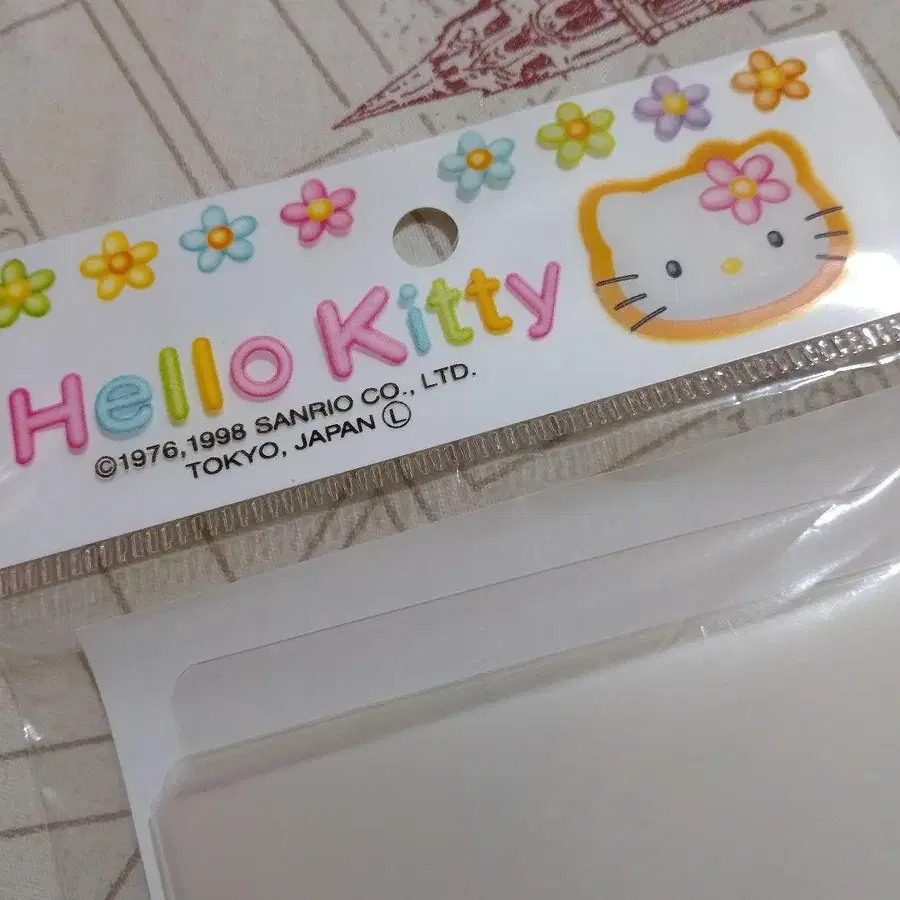 Hello Kitty
©1976,1998 SANRIO CO., LTD.
TOKYO, JAPAN Ⓛ